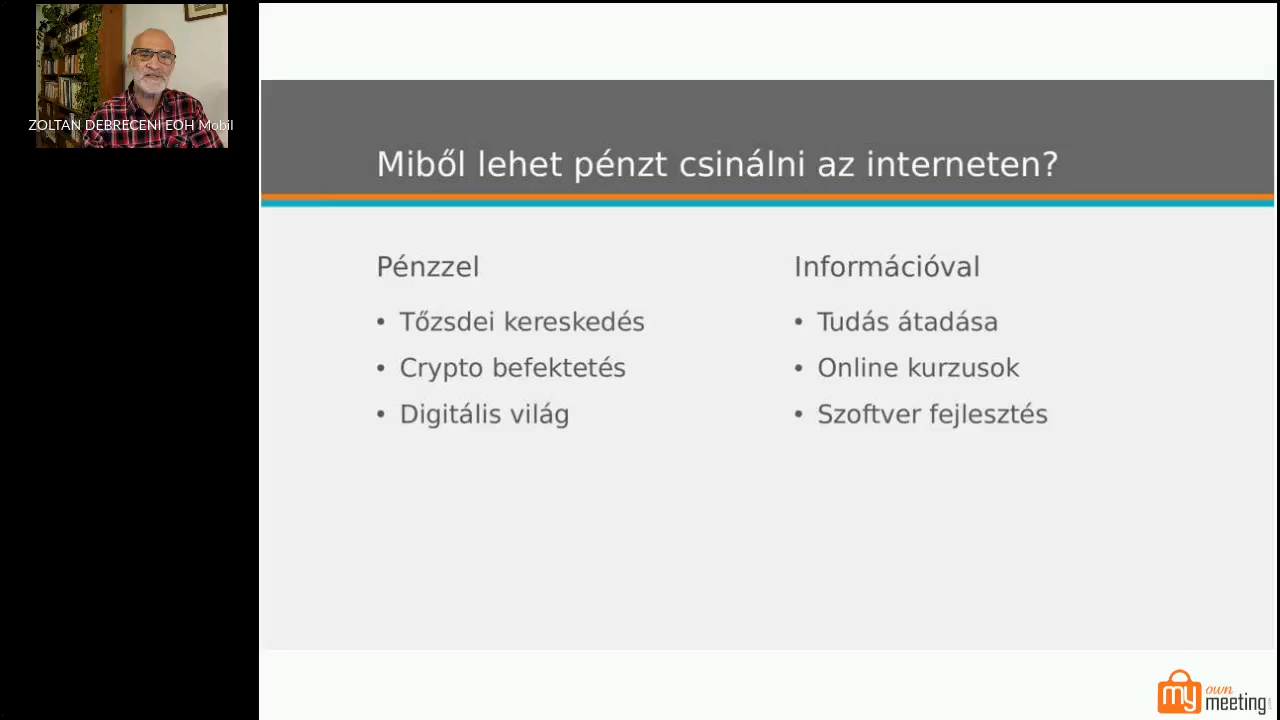 ZOLTAN DEBRECENI EOH Mobil
Miből lehet pénzt csinálni az interneten?
Pénzzel
• Tőzsdei kereskedés
• Crypto befektetés
• Digitális világ
Információval
• Tudás átadása
• Online kurzusok
• Szoftver fejlesztés
my own meeting